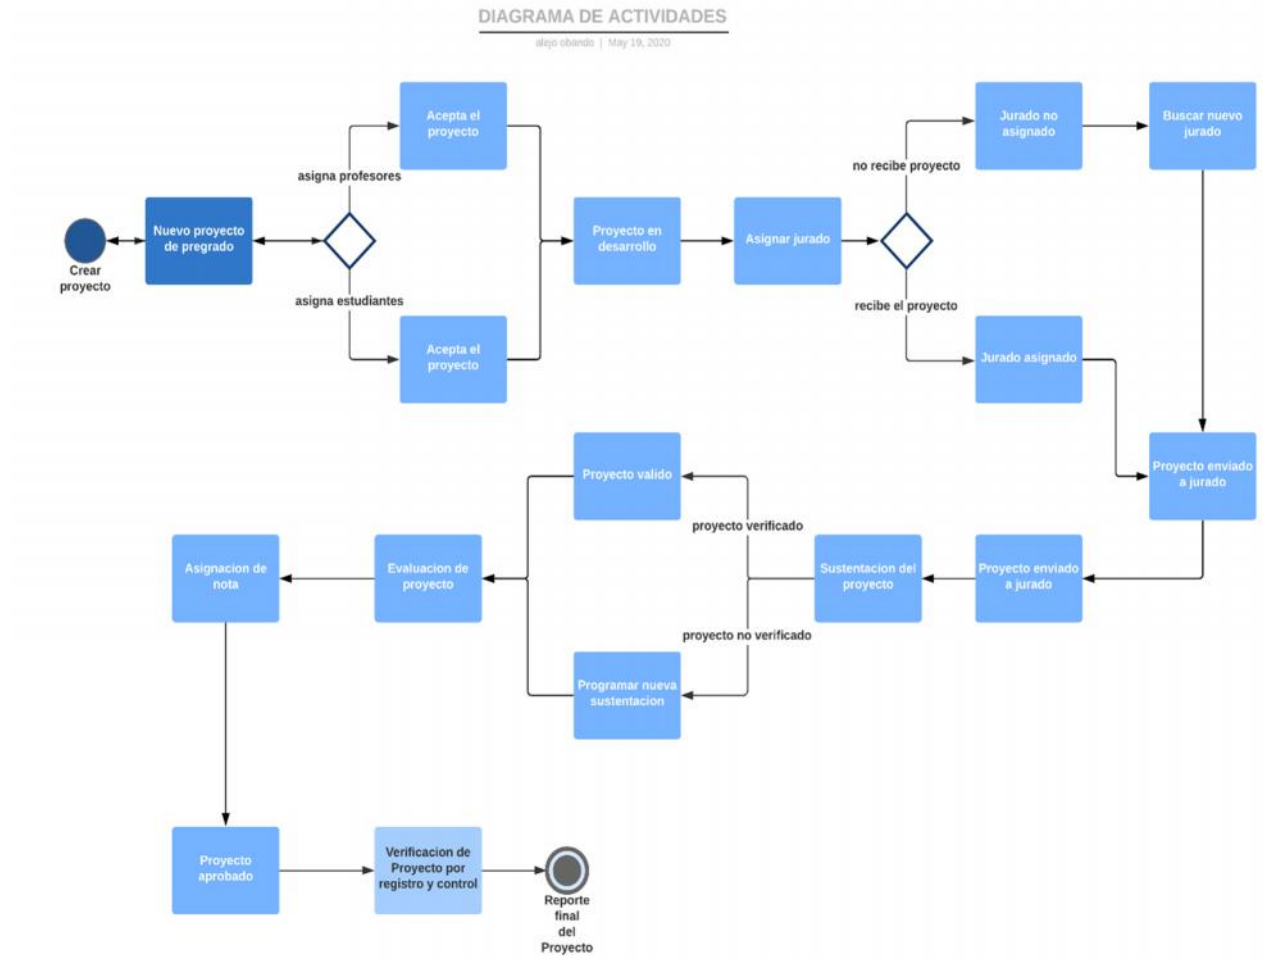 DIAGRAMA DE ACTIVIDADES
alejo obando | May 19, 2020
Acepta el
proyecto
Jurado no
asignado
Buscar nuevo
jurado
asigna profesores
no recibe proyecto
Nuevo proyecto
de pregrado
Proyecto en
desarrollo
Asignar jurado
Crear
proyecto
asigna estudiantes
recibe el proyecto
Acepta el
proyecto
Jurado asignado
Proyecto valido
Proyecto enviado
a jurado
proyecto verificado
Asignacion de
nota
Evaluacion de
proyecto
Sustentacion del
proyecto
Proyecto enviado
a jurado
proyecto no verificado
Programar nueva
sustentacion
Proyecto
aprobado
Verificacion de
Proyecto por
registro y control
Reporte
final
del
Proyecto